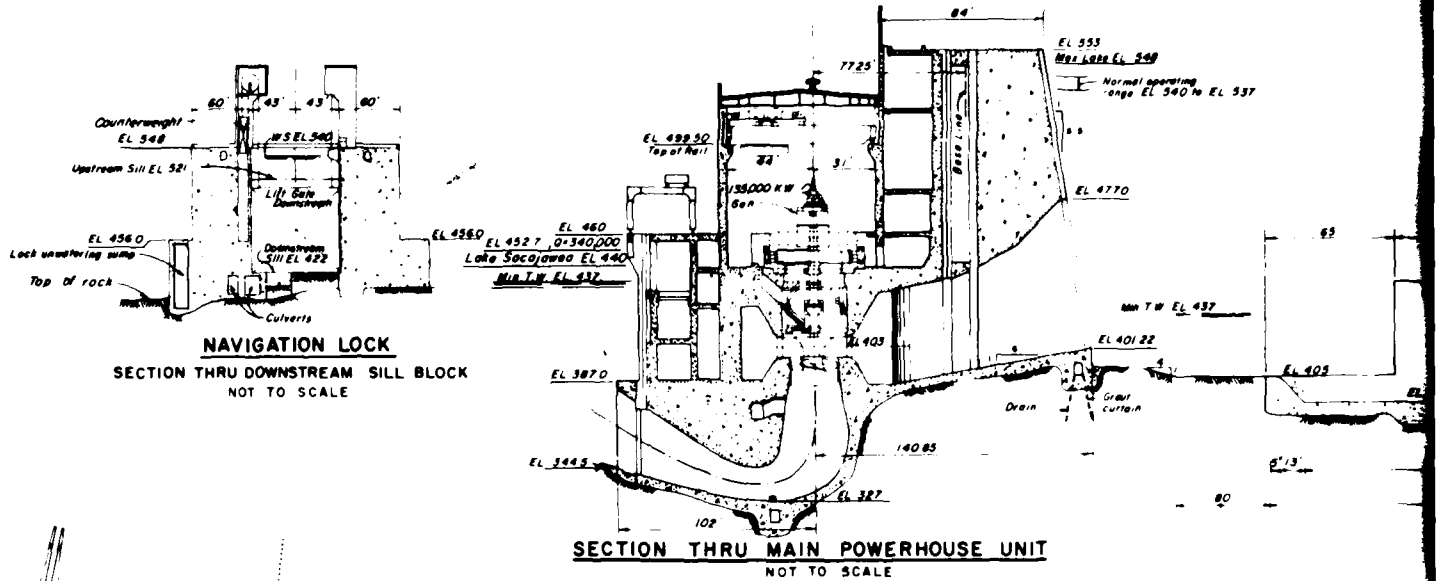 60' 43' 43' 60'
Counterweight
EL 548
W S EL 540
Upstream Sill EL 521
Lift Gate
Downstream
EL 456.0
EL 456.0
Lock unwatering sump
Downstream
Sill EL 422
Top of rock
Culverts
NAVIGATION LOCK
SECTION THRU DOWNSTREAM SILL BLOCK
NOT TO SCALE
84'
EL 553
Max Lake EL 548
77.25'
Normal operating
range EL 540 to EL 537
EL 499.50
Top of Rail
31'
Base Line
EL 477.0
135,000 KW
Gen
EL 460
EL 452.7, Q=340,000
Lake Sacajawea EL 440
Min T.W. EL 437
EL 403
EL 387.0
EL 401.22
Drain
Grout
curtain
140.85
EL 344.5
EL 327
102
SECTION THRU MAIN POWERHOUSE UNIT
NOT TO SCALE
65
Min T W EL 437
EL 405
EL
80